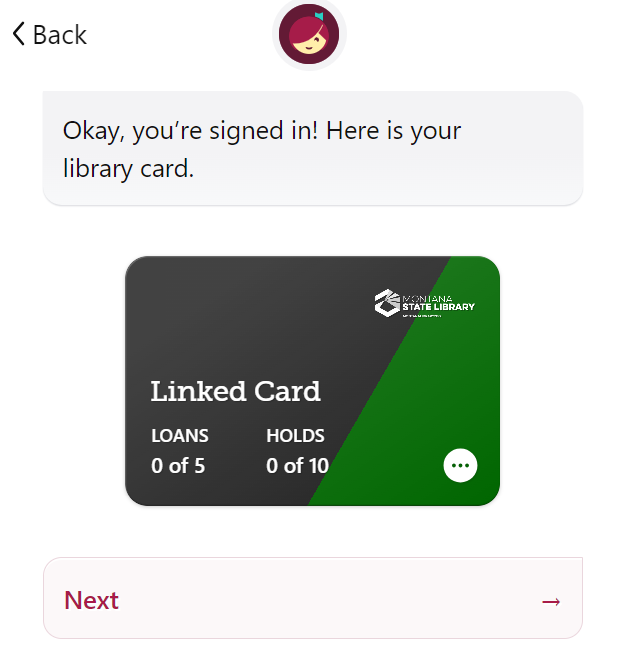 Back
Okay, you’re signed in! Here is your
library card.
MONTANA
STATE LIBRARY
Linked Card
LOANS
HOLDS
0 of 5
0 of 10
Next